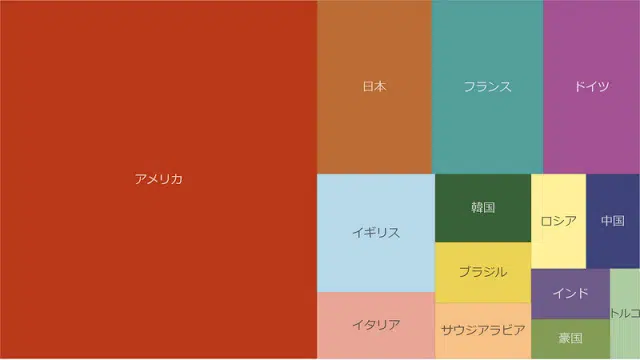 アメリカ
日本
フランス
ドイツ
イギリス
イタリア
韓国
ブラジル
サウジアラビア
ロシア
中国
インド
豪国
トルコ